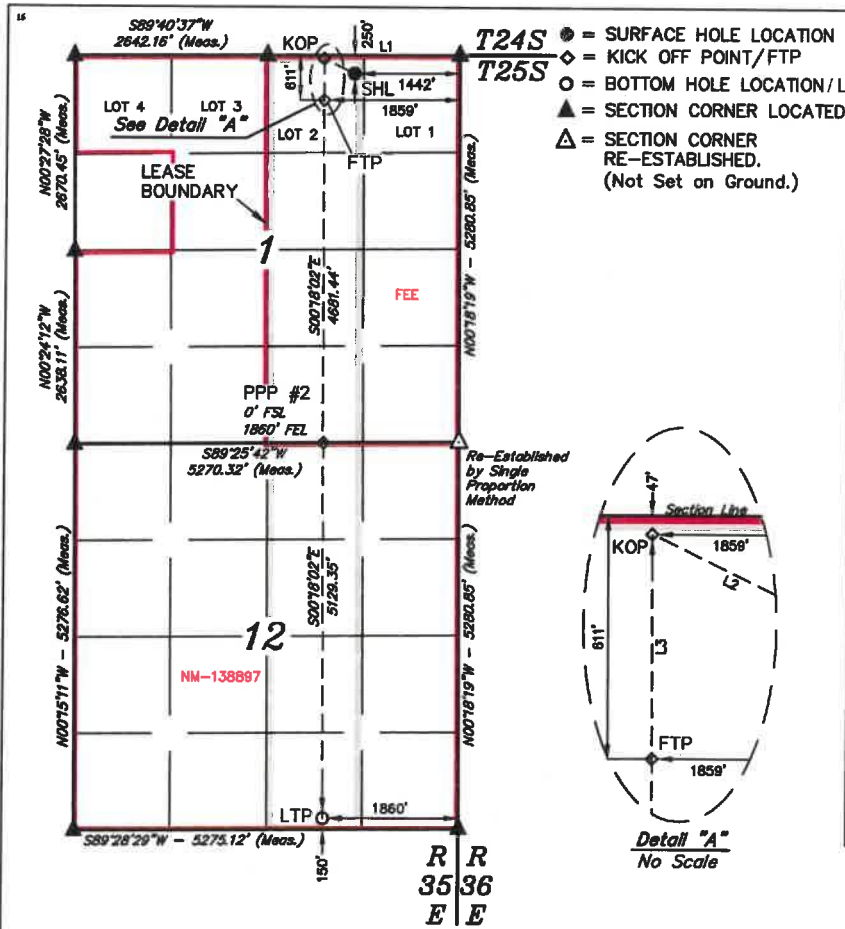 16
S89°40'37"W
2642.16' (Meas.)
KOP
250'
L1
T24S
T25S
● = SURFACE HOLE LOCATION
◇ = KICK OFF POINT/FTP
○ = BOTTOM HOLE LOCATION/L
▲ = SECTION CORNER LOCATED
△ = SECTION CORNER
RE-ESTABLISHED.
(Not Set on Ground.)
611'
1442'
SHL
1859'
LOT 4
LOT 3
LOT 2
LOT 1
See Detail "A"
FTP
N00°27'28"W
2670.45' (Meas.)
LEASE
BOUNDARY
1
N00°18'19"W - 5280.85' (Meas.)
S00°18'02"E
4681.44'
FEE
N00°24'12"W
2638.11' (Meas.)
PPP #2
0' FSL
1860' FEL
S89°25'42"W
5270.32' (Meas.)
Re-Established
by Single
Proportion
Method
N00°15'11"W - 5276.62' (Meas.)
S00°18'02"E
5129.35'
12
N00°18'19"W - 5280.85' (Meas.)
NM-138897
LTP
1860'
S89°28'29"W - 5275.12' (Meas.)
150'
R R
35 36
E E
47'
Section Line
KOP
1859'
L2
611'
L3
FTP
1859'
Detail "A"
No Scale